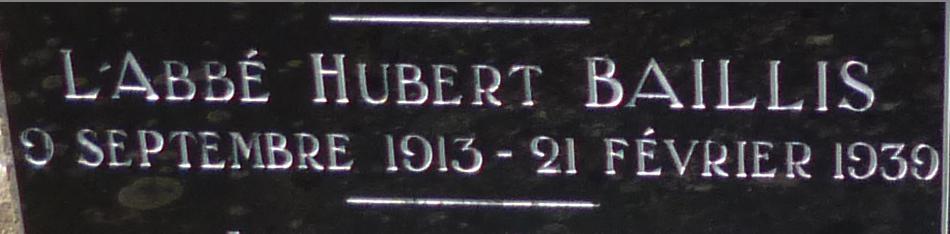 L'ABBÉ HUBERT BAILLIS
9 SEPTEMBRE 1913 - 21 FÉVRIER 1939